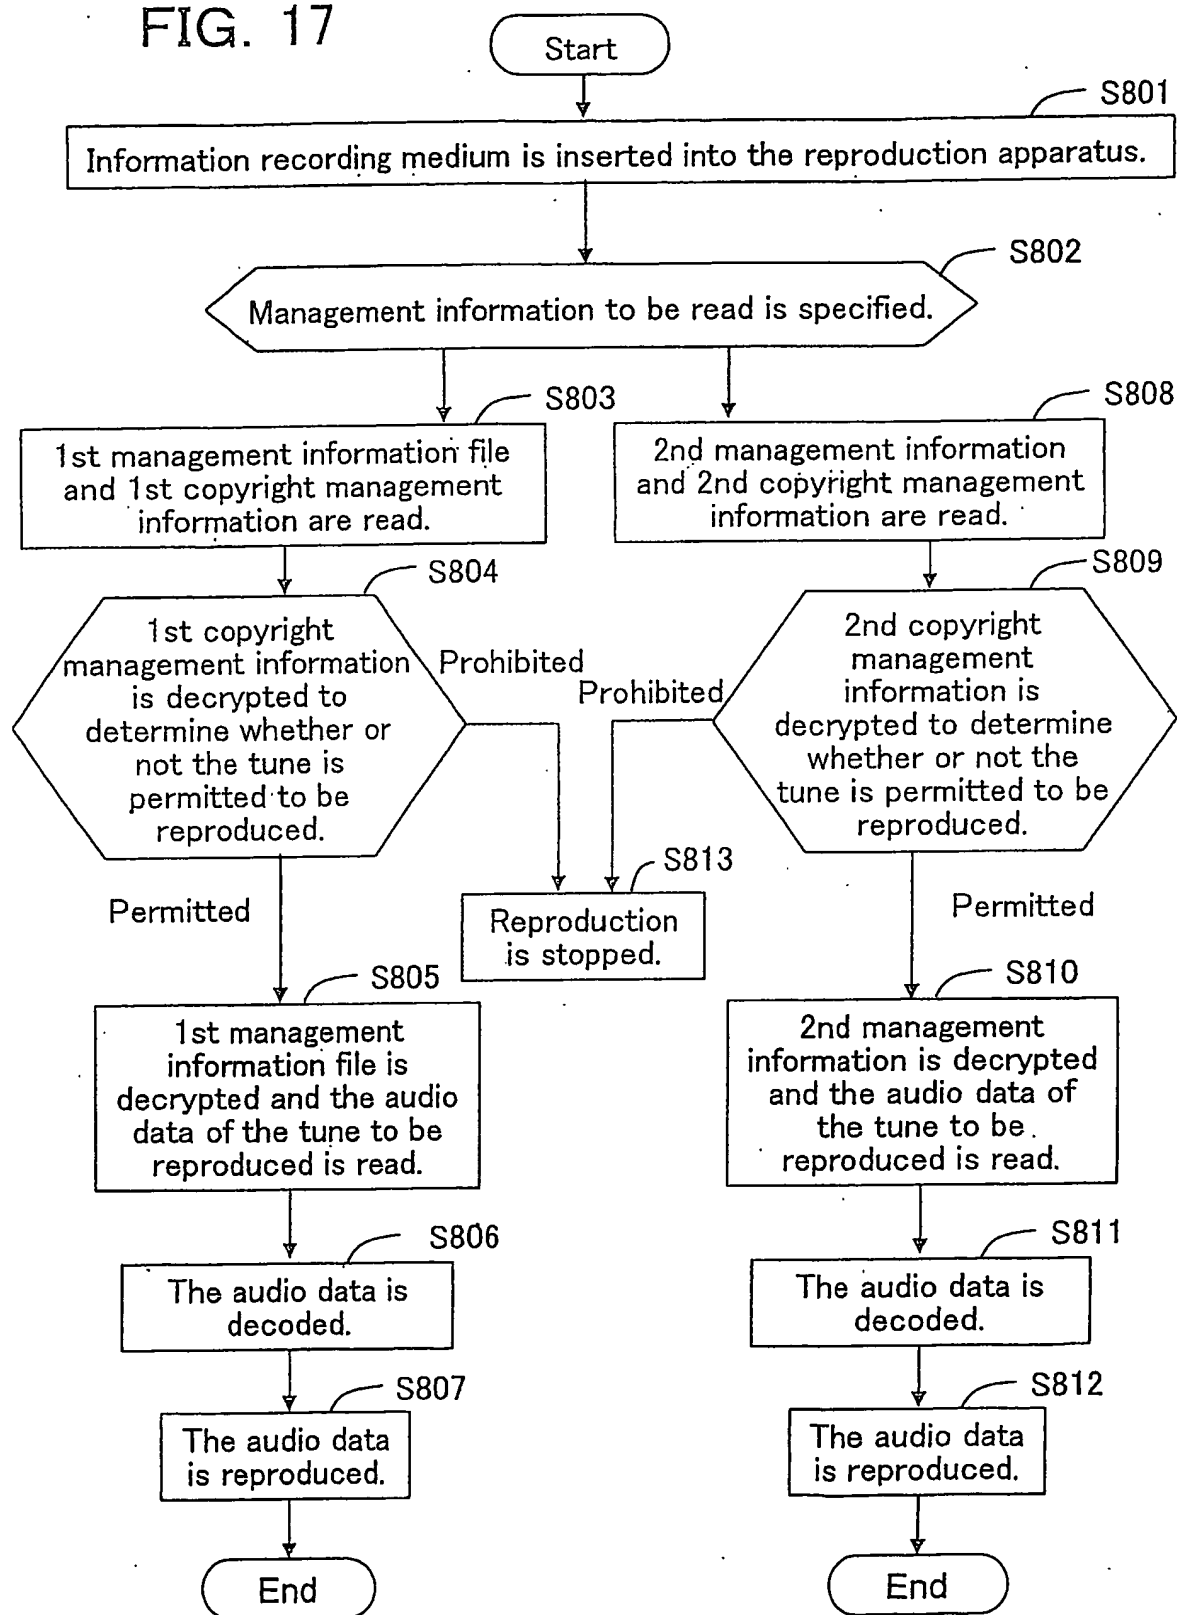 FIG. 17
Start
S801
Information recording medium is inserted into the reproduction apparatus.
S802
Management information to be read is specified.
S803
1st management information file
and 1st copyright management
information are read.
S808
2nd management information
and 2nd copyright management
information are read.
S804
1st copyright
management information
is decrypted to
determine whether or
not the tune is
permitted to be
reproduced.
Prohibited
S809
2nd copyright
management
information is
decrypted to determine
whether or not the
tune is permitted to be
reproduced.
Prohibited
S813
Reproduction
is stopped.
Permitted
Permitted
S805
1st management
information file is
decrypted and the audio
data of the tune to be
reproduced is read.
S810
2nd management
information is decrypted
and the audio data of
the tune to be
reproduced is read.
S806
The audio data is
decoded.
S811
The audio data is
decoded.
S807
The audio data
is reproduced.
S812
The audio data
is reproduced.
End
End